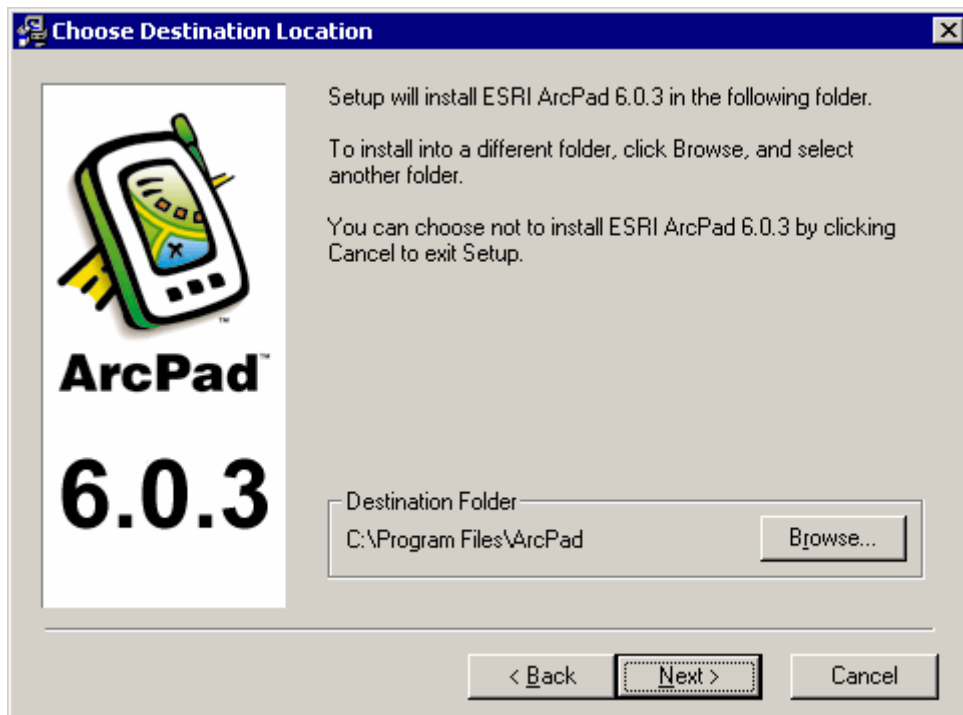 Choose Destination Location
Setup will install ESRI ArcPad 6.0.3 in the following folder.
To install into a different folder, click Browse, and select
another folder.
You can choose not to install ESRI ArcPad 6.0.3 by clicking
Cancel to exit Setup.
™
ArcPad™
6.0.3
Destination Folder
C:\Program Files\ArcPad
Browse...
< Back
Next >
Cancel